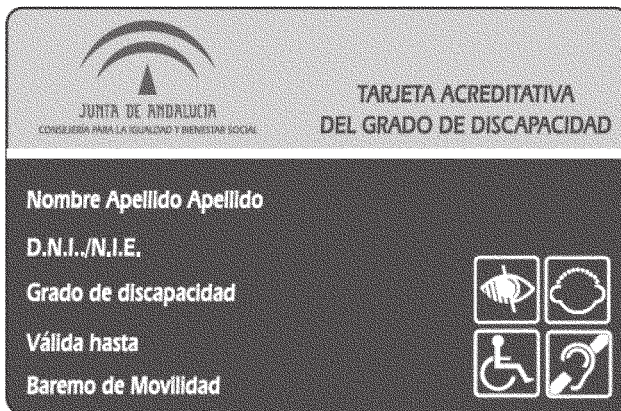 JUNTA DE ANDALUCIA
CONSEJERÍA PARA LA IGUALDAD Y BIENESTAR SOCIAL
TARJETA ACREDITATIVA
DEL GRADO DE DISCAPACIDAD
Nombre Apellido Apellido
D.N.I../N.I.E.
Grado de discapacidad
Válida hasta
Baremo de Movilidad